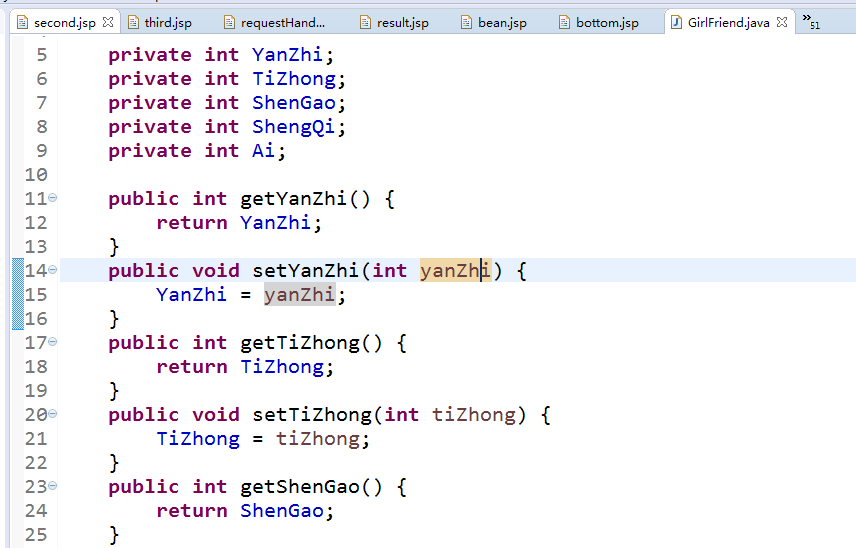 second.jsp third.jsp requestHand... result.jsp bean.jsp bottom.jsp GirlFriend.java »51
5 private int YanZhi;
6 private int TiZhong;
7 private int ShenGao;
8 private int ShengQi;
9 private int Ai;
10
11 public int getYanZhi() {
12 return YanZhi;
13 }
14 public void setYanZhi(int yanZhi) {
15 YanZhi = yanZhi;
16 }
17 public int getTiZhong() {
18 return TiZhong;
19 }
20 public void setTiZhong(int tiZhong) {
21 TiZhong = tiZhong;
22 }
23 public int getShenGao() {
24 return ShenGao;
25 }